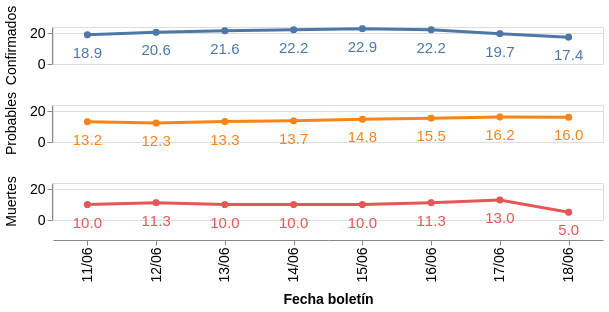 Confirmados
20
0
18.9 20.6 21.6 22.2 22.9 22.2 19.7 17.4
Probables
20
0
13.2 12.3 13.3 13.7 14.8 15.5 16.2 16.0
Muertes
20
0
10.0 11.3 10.0 10.0 10.0 11.3 13.0 5.0
11/06 12/06 13/06 14/06 15/06 16/06 17/06 18/06
Fecha boletín